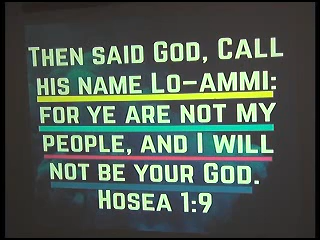 THEN SAID GOD, CALL
HIS NAME LO-AMMI:
FOR YE ARE NOT MY
PEOPLE, AND I WILL
NOT BE YOUR GOD.
HOSEA 1:9